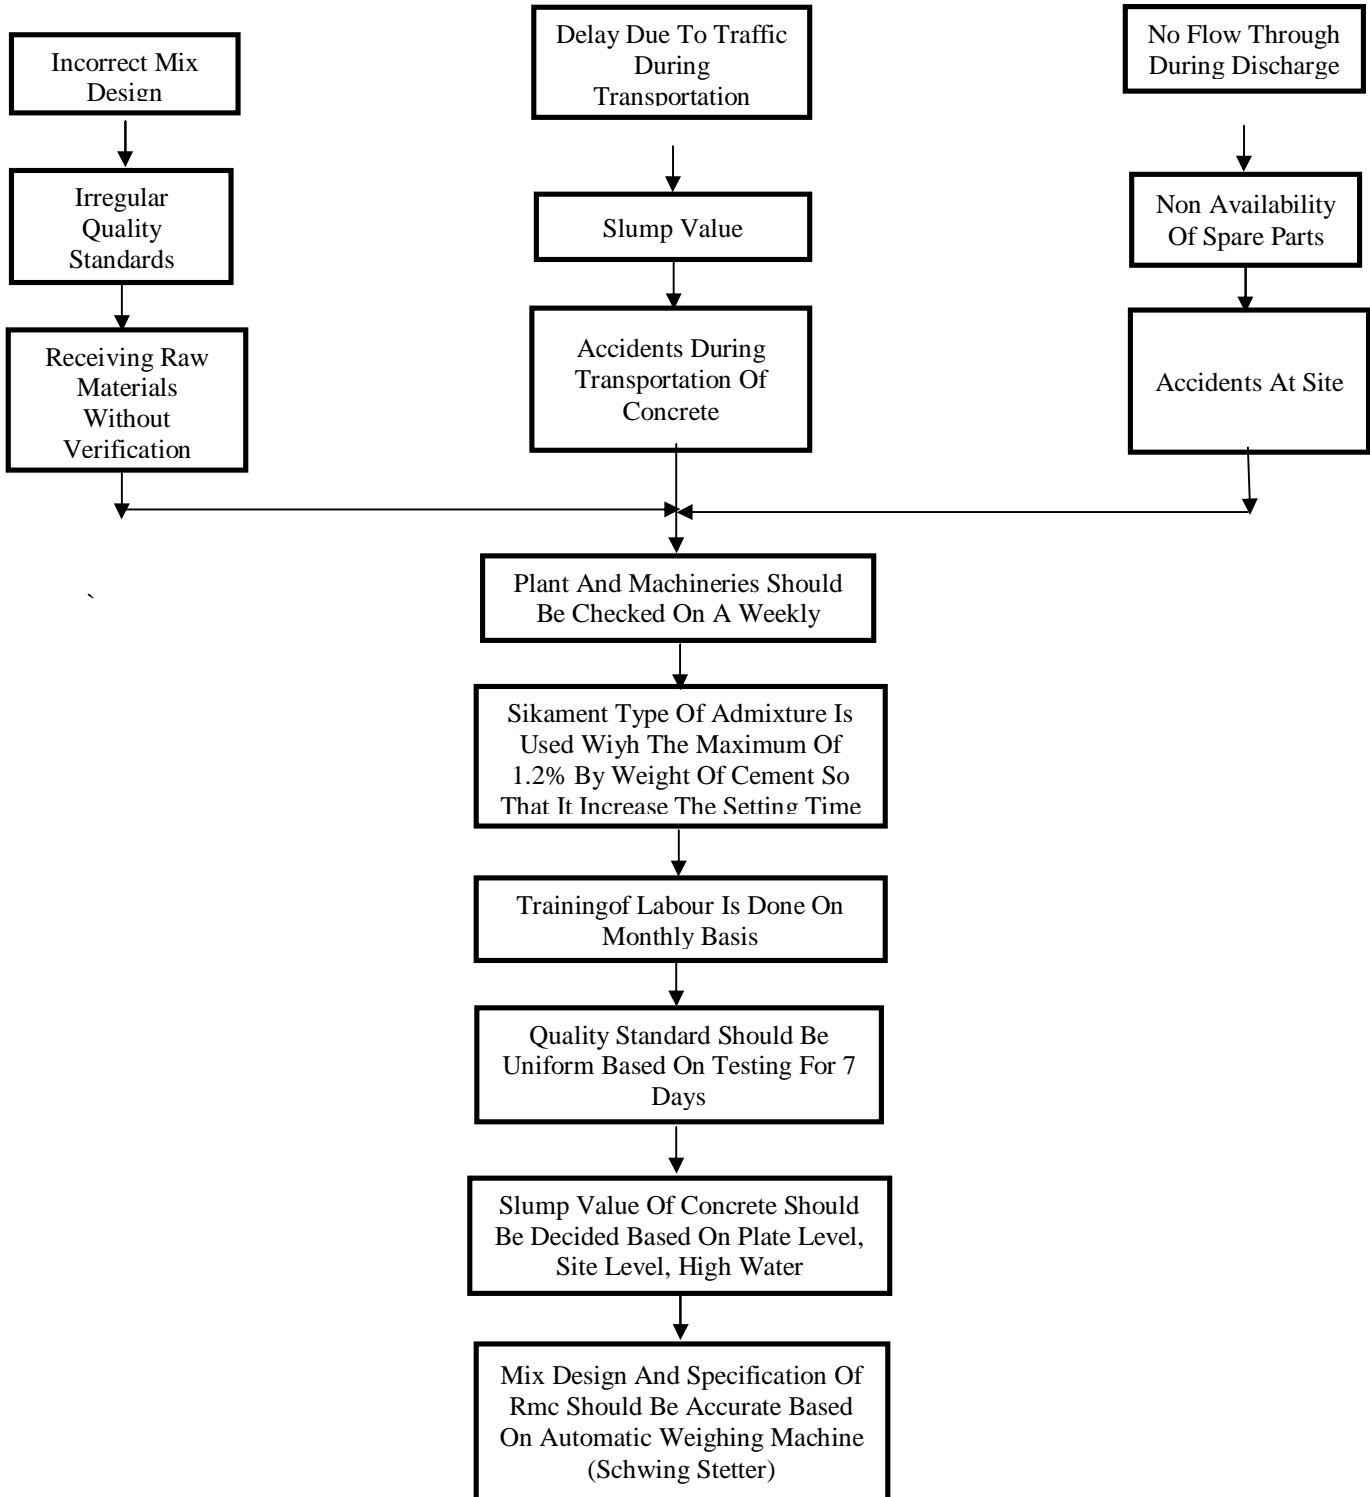 Incorrect Mix
Design
Irregular
Quality
Standards
Receiving Raw
Materials
Without
Verification
Delay Due To Traffic
During
Transportation
Slump Value
Accidents During
Transportation Of
Concrete
No Flow Through
During Discharge
Non Availability
Of Spare Parts
Accidents At Site
`
Plant And Machineries Should
Be Checked On A Weekly
Sikament Type Of Admixture Is
Used Wiyh The Maximum Of
1.2% By Weight Of Cement So
That It Increase The Setting Time
Trainingof Labour Is Done On
Monthly Basis
Quality Standard Should Be
Uniform Based On Testing For 7
Days
Slump Value Of Concrete Should
Be Decided Based On Plate Level,
Site Level, High Water
Mix Design And Specification Of
Rmc Should Be Accurate Based
On Automatic Weighing Machine
(Schwing Stetter)